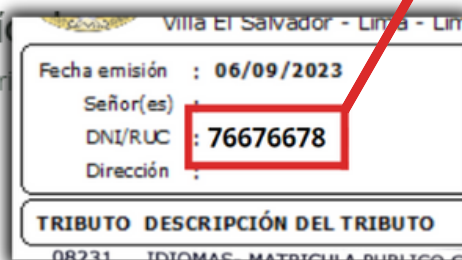 Villa El Salvador - Lima - Lim
Fecha emisión : 06/09/2023
Señor(es) :
DNI/RUC : 76676678
Dirección :
TRIBUTO DESCRIPCIÓN DEL TRIBUTO
08231 IDIOMAS- MATRICULA PUBLICO